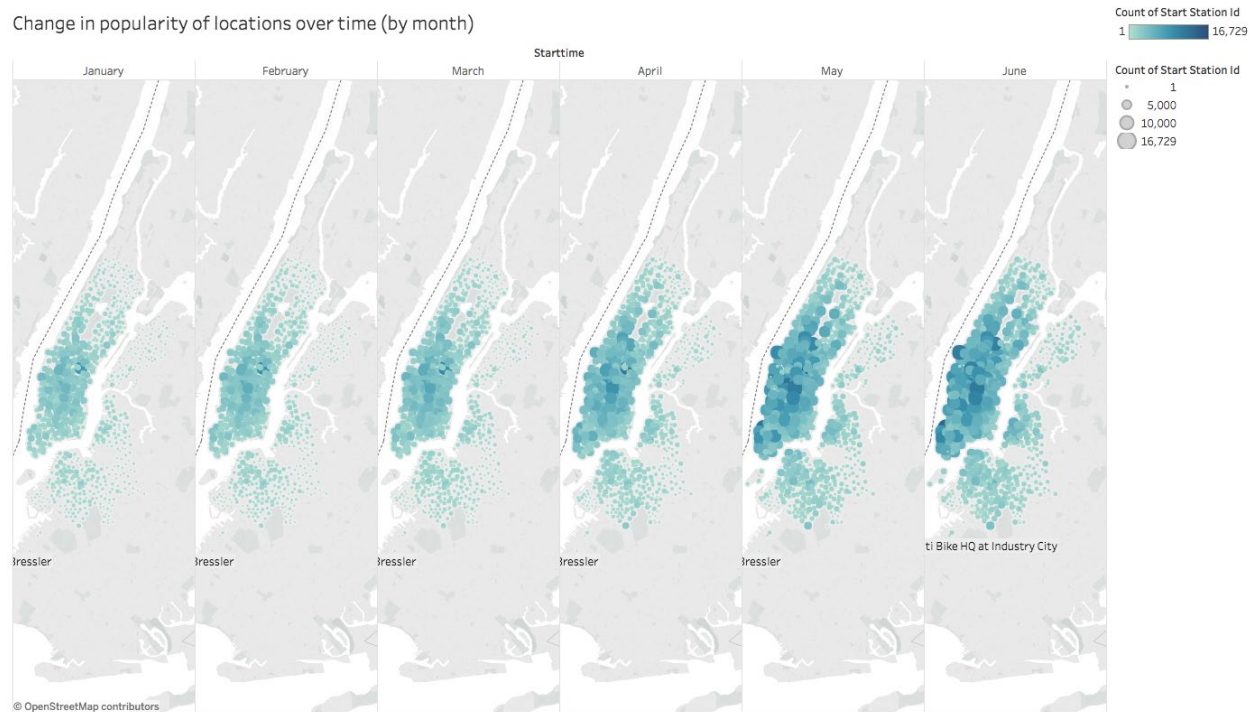 Change in popularity of locations over time (by month)
Count of Start Station Id
1 16,729
Starttime
January February March April May June
Count of Start Station Id
1
5,000
10,000
16,729
ti Bike HQ at Industry City
Bressler Bressler Bressler Bressler Bressler
© OpenStreetMap contributors